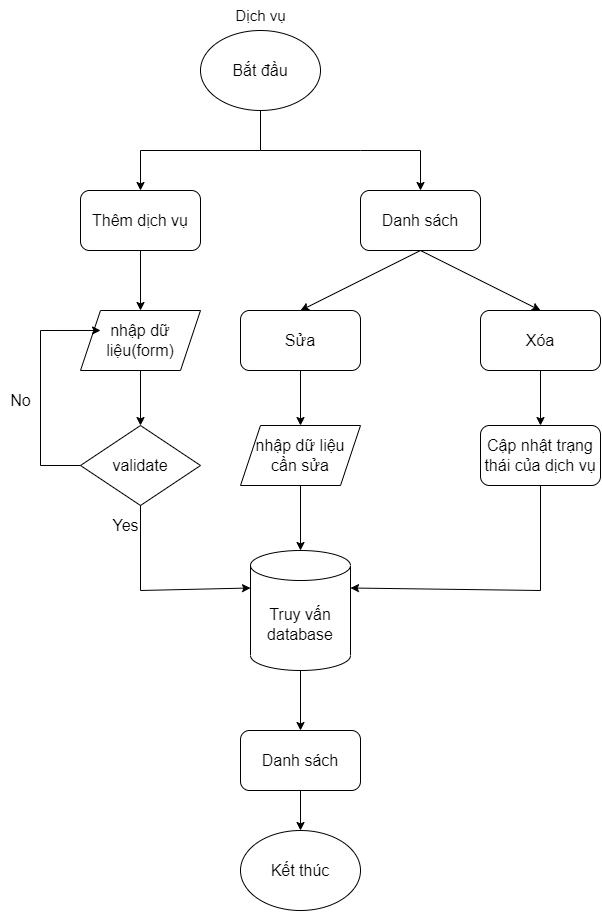 Dịch vụ
Bắt đầu
Thêm dịch vụ
Danh sách
nhập dữ
liệu(form)
Sửa
Xóa
No
validate
nhập dữ liệu
cần sửa
Cập nhật trạng
thái của dịch vụ
Yes
Truy vấn
database
Danh sách
Kết thúc